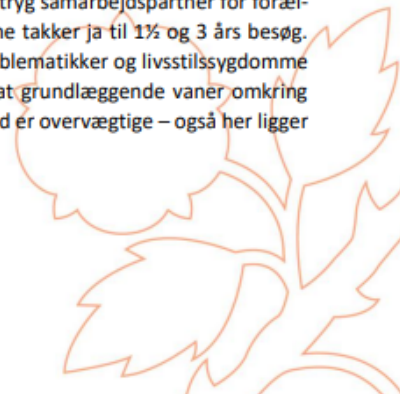 tryg samarbejdspartner for foræl-
ne takker ja til 1½ og 3 års besøg.
blematikker og livsstilssygdomme
at grundlæggende vaner omkring
d er overvægtige – også her ligger